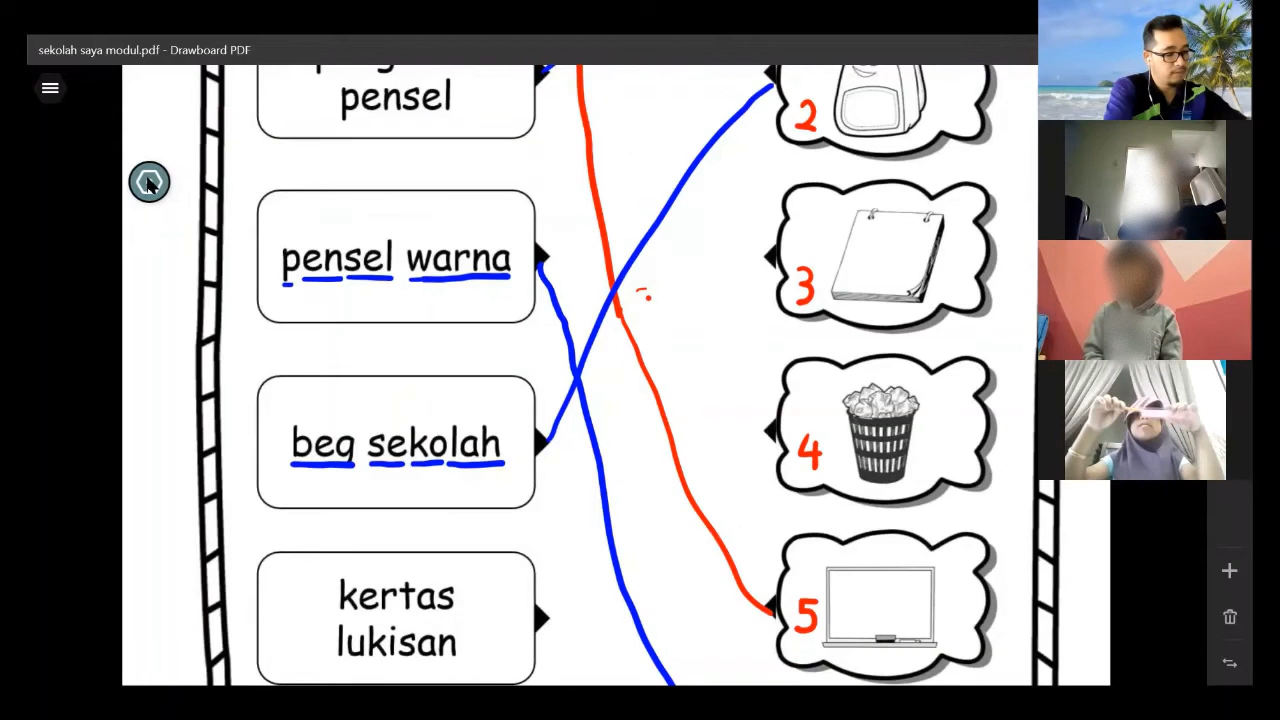 sekolah saya modul.pdf - Drawboard PDF
pensel
2
pensel warna
3
beg sekolah
4
kertas
lukisan
5